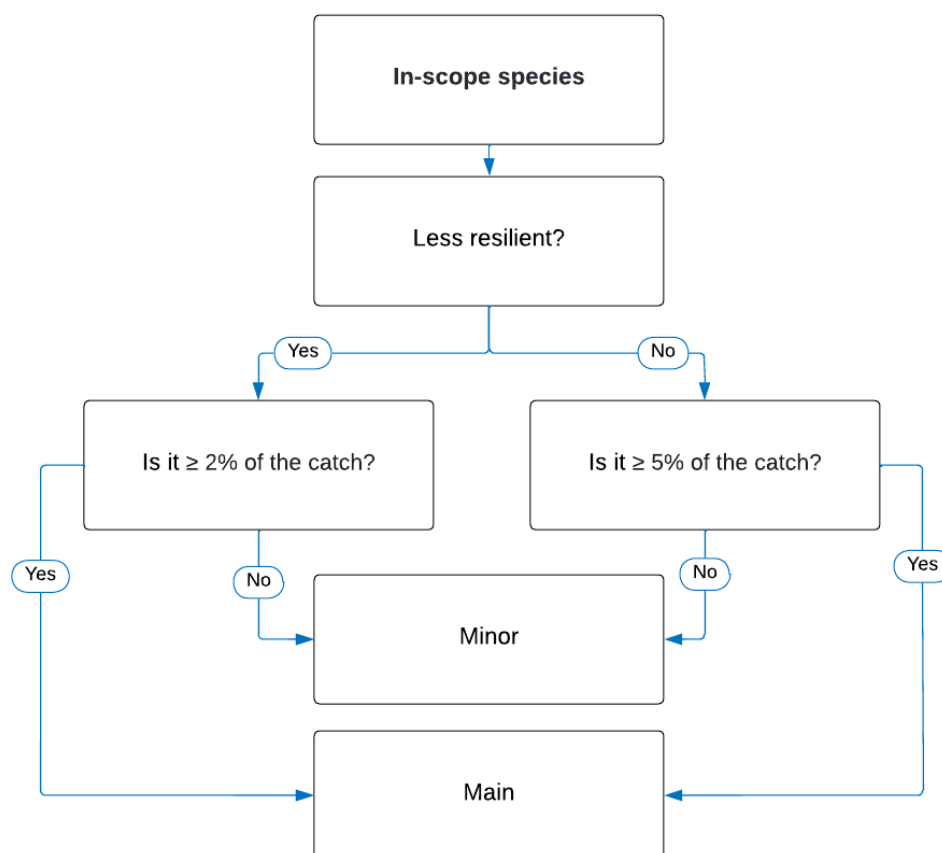 In-scope species
Less resilient?
Yes
No
Is it ≥ 2% of the catch?
Is it ≥ 5% of the catch?
Yes
No
No
Yes
Minor
Main